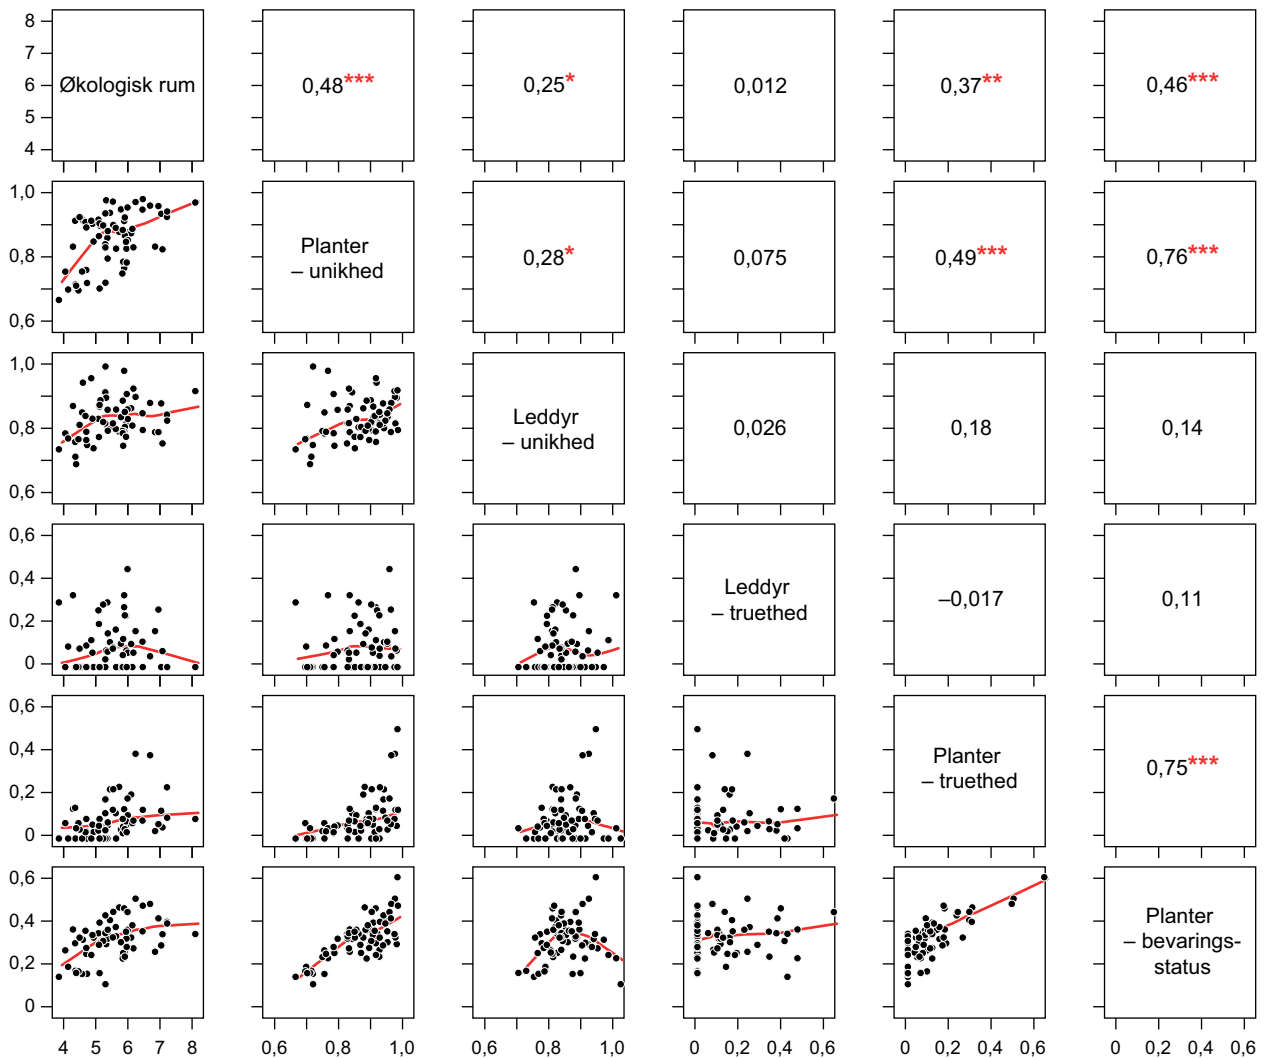 8
7
6
5
4
Økologisk rum
0,48***
0,25*
0,012
0,37**
0,46***
1,0
0,8
0,6
Planter
– unikhed
0,28*
0,075
0,49***
0,76***
1,0
0,8
0,6
Leddyr
– unikhed
0,026
0,18
0,14
0,6
0,4
0,2
0
Leddyr
– truethed
–0,017
0,11
0,6
0,4
0,2
0
Planter
– truethed
0,75***
0,6
0,4
0,2
0
Planter
– bevarings-
status
4 5 6 7 8 0,6 0,8 1,0 0,6 0,8 1,0 0 0,2 0,4 0,6 0 0,2 0,4 0,6 0 0,2 0,4 0,6